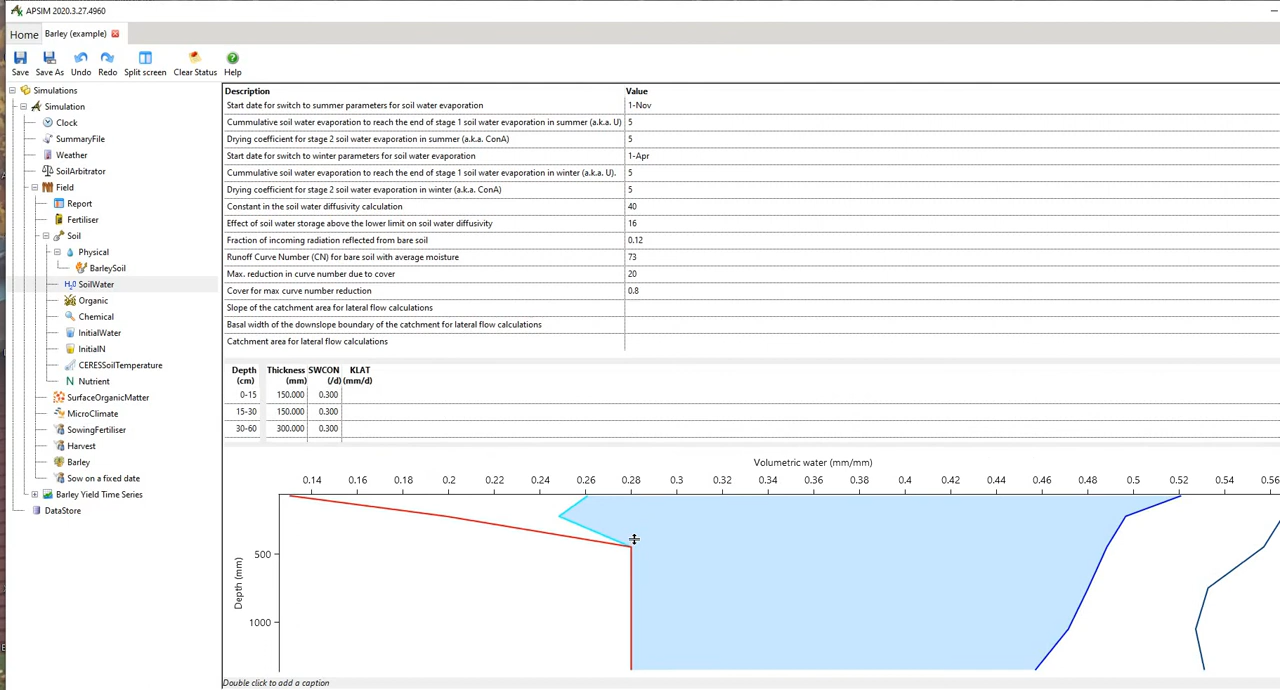 APSIM 2020.3.27.4960
Home Barley (example)
Save Save As Undo Redo Split screen Clear Status Help
Simulations
Simulation
Clock
SummaryFile
Weather
SoilArbitrator
Field
Report
Fertiliser
Soil
Physical
BarleySoil
SoilWater
Organic
Chemical
InitialWater
InitialN
CERESSoilTemperature
Nutrient
SurfaceOrganicMatter
MicroClimate
SowingFertiliser
Harvest
Barley
Sow on a fixed date
Barley Yield Time Series
DataStore
Description Value
Start date for switch to summer parameters for soil water evaporation 1-Nov
Cummulative soil water evaporation to reach the end of stage 1 soil water evaporation in summer (a.k.a. U) 5
Drying coefficient for stage 2 soil water evaporation in summer (a.k.a. ConA) 5
Start date for switch to winter parameters for soil water evaporation 1-Apr
Cummulative soil water evaporation to reach the end of stage 1 soil water evaporation in winter (a.k.a. U). 5
Drying coefficient for stage 2 soil water evaporation in winter (a.k.a. ConA) 5
Constant in the soil water diffusivity calculation 40
Effect of soil water storage above the lower limit on soil water diffusivity 16
Fraction of incoming radiation reflected from bare soil 0.12
Runoff Curve Number (CN) for bare soil with average moisture 73
Max. reduction in curve number due to cover 20
Cover for max curve number reduction 0.8
Slope of the catchment area for lateral flow calculations
Basal width of the downslope boundary of the catchment for lateral flow calculations
Catchment area for lateral flow calculations
Depth Thickness SWCON KLAT
(cm) (mm) (/d) (mm/d)
0-15 150.000 0.300
15-30 150.000 0.300
30-60 300.000 0.300
Volumetric water (mm/mm)
0.14 0.16 0.18 0.2 0.22 0.24 0.26 0.28 0.3 0.32 0.34 0.36 0.38 0.4 0.42 0.44 0.46 0.48 0.5 0.52 0.54 0.56
Depth (mm)
500
1000
Double click to add a caption